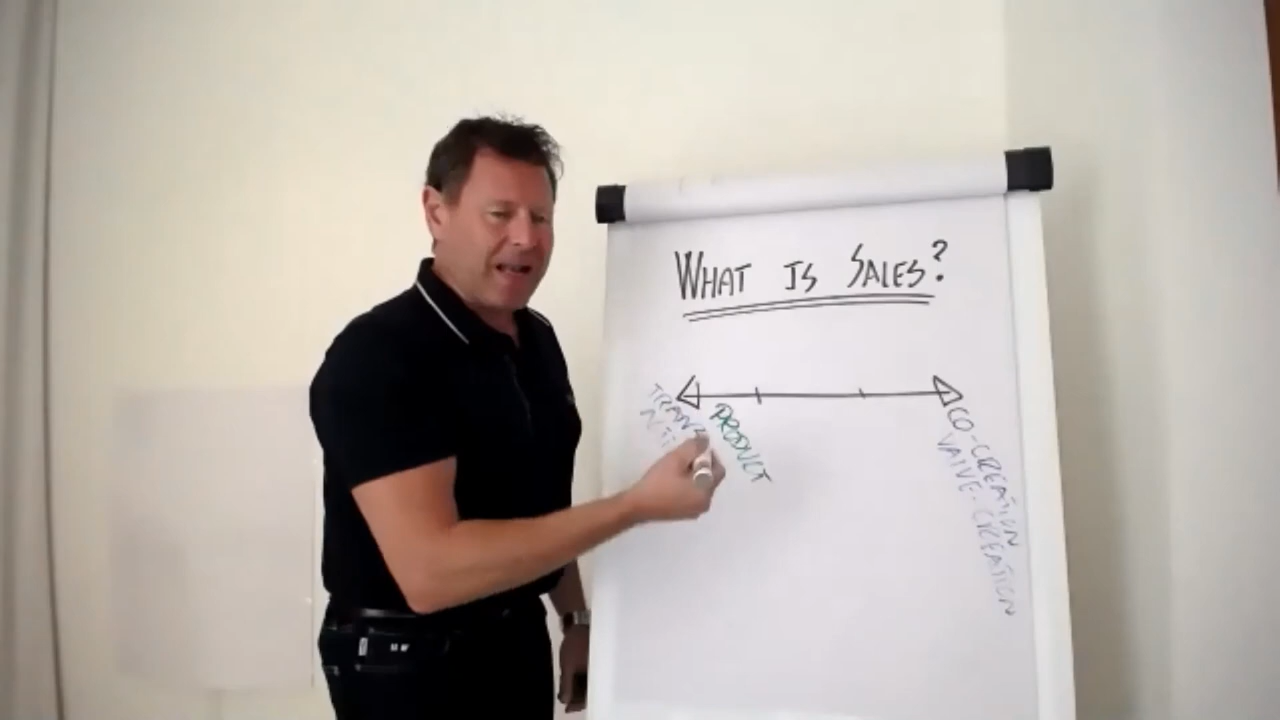 WHAT IS SALES?
PRODUCT
CO-CREATION
VALUE-CREATION